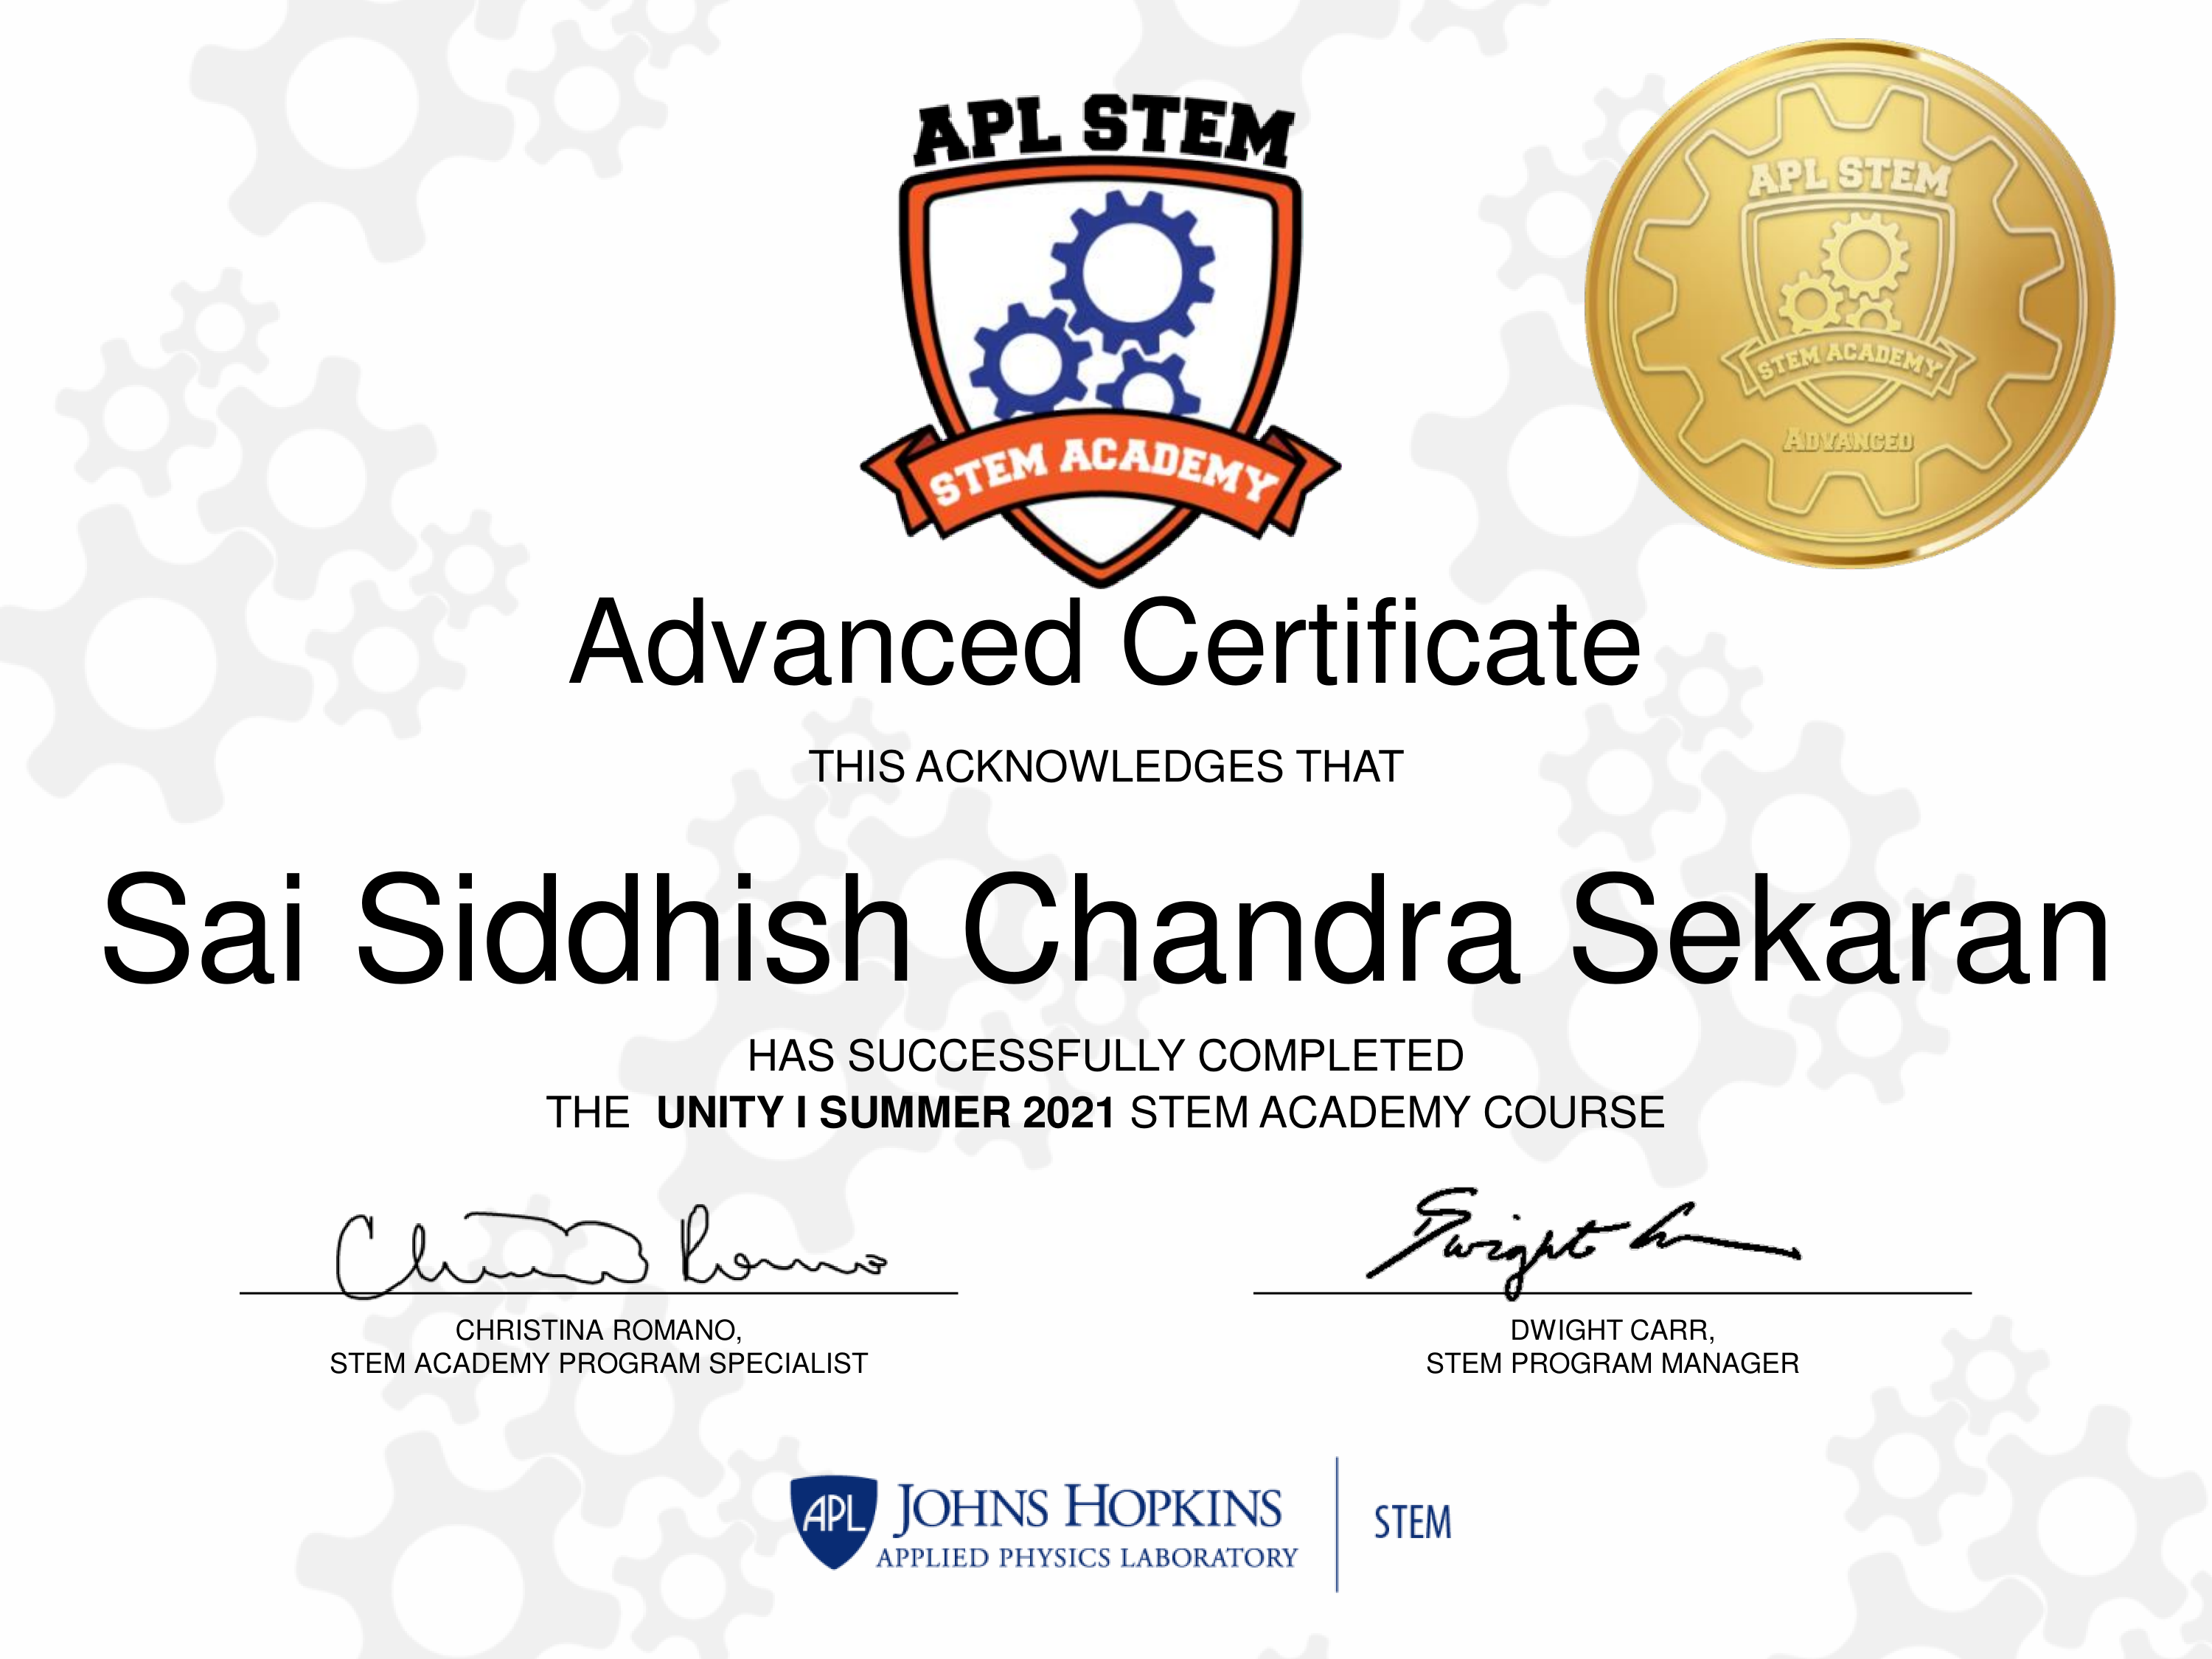 APL STEM
STEM ACADEMY
APL STEM
STEM ACADEMY
ADVANCED
Advanced Certificate
THIS ACKNOWLEDGES THAT
Sai Siddhish Chandra Sekaran
HAS SUCCESSFULLY COMPLETED
THE UNITY I SUMMER 2021 STEM ACADEMY COURSE
Christina Romano
Dwight Carr
CHRISTINA ROMANO,
STEM ACADEMY PROGRAM SPECIALIST
DWIGHT CARR,
STEM PROGRAM MANAGER
APL JOHNS HOPKINS
APPLIED PHYSICS LABORATORY
STEM